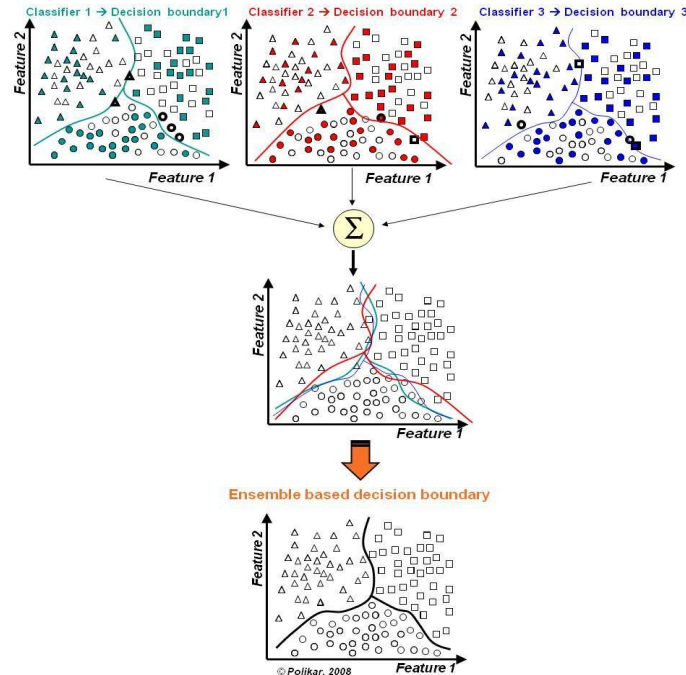 Classifier 1 → Decision boundary1
Classifier 2 → Decision boundary 2
Classifier 3 → Decision boundary 3
Feature 2
Feature 1
Feature 2
Feature 1
Feature 2
Feature 1
Σ
Feature 2
Feature 1
Ensemble based decision boundary
Feature 2
Feature 1
© Polikar, 2008